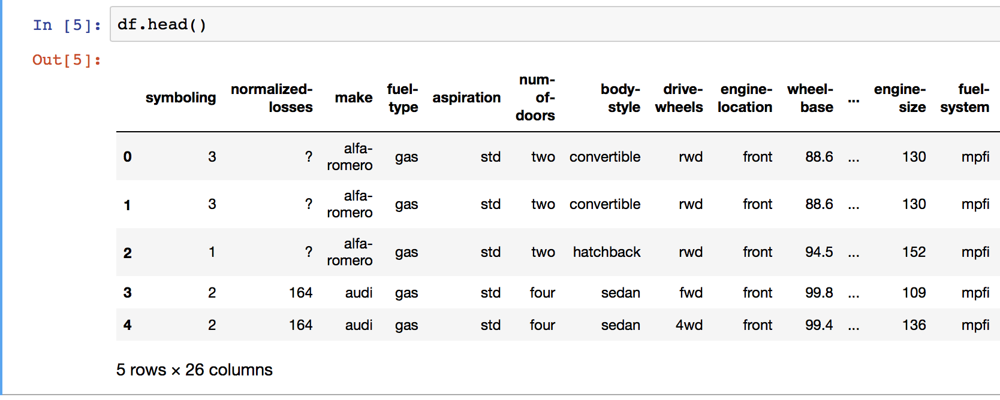 In [5]: df.head()
Out[5]:
symboling normalized-losses make fuel-type aspiration num-of-doors body-style drive-wheels engine-location wheel-base ... engine-size fuel-system
0 3 ? alfa-romero gas std two convertible rwd front 88.6 ... 130 mpfi
1 3 ? alfa-romero gas std two convertible rwd front 88.6 ... 130 mpfi
2 1 ? alfa-romero gas std two hatchback rwd front 94.5 ... 152 mpfi
3 2 164 audi gas std four sedan fwd front 99.8 ... 109 mpfi
4 2 164 audi gas std four sedan 4wd front 99.4 ... 136 mpfi
5 rows × 26 columns